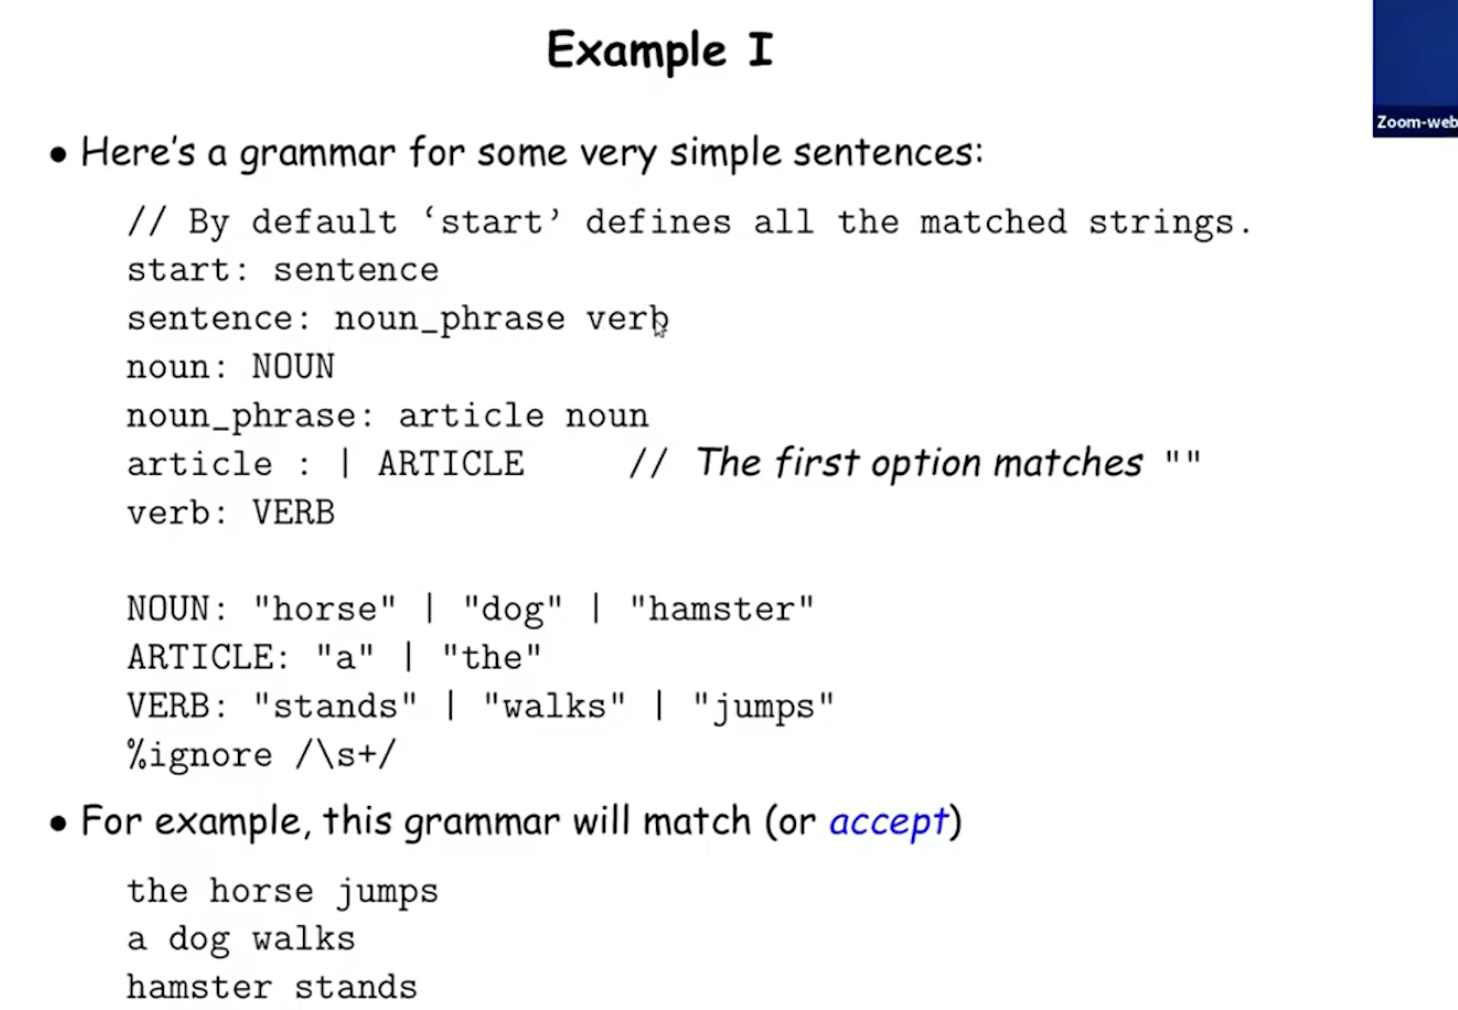 Example I
Zoom-web
• Here's a grammar for some very simple sentences:
// By default ‘start’ defines all the matched strings.
start: sentence
sentence: noun_phrase verb
noun: NOUN
noun_phrase: article noun
article : | ARTICLE // The first option matches ""
verb: VERB
NOUN: "horse" | "dog" | "hamster"
ARTICLE: "a" | "the"
VERB: "stands" | "walks" | "jumps"
%ignore /\s+/
• For example, this grammar will match (or accept)
the horse jumps
a dog walks
hamster stands